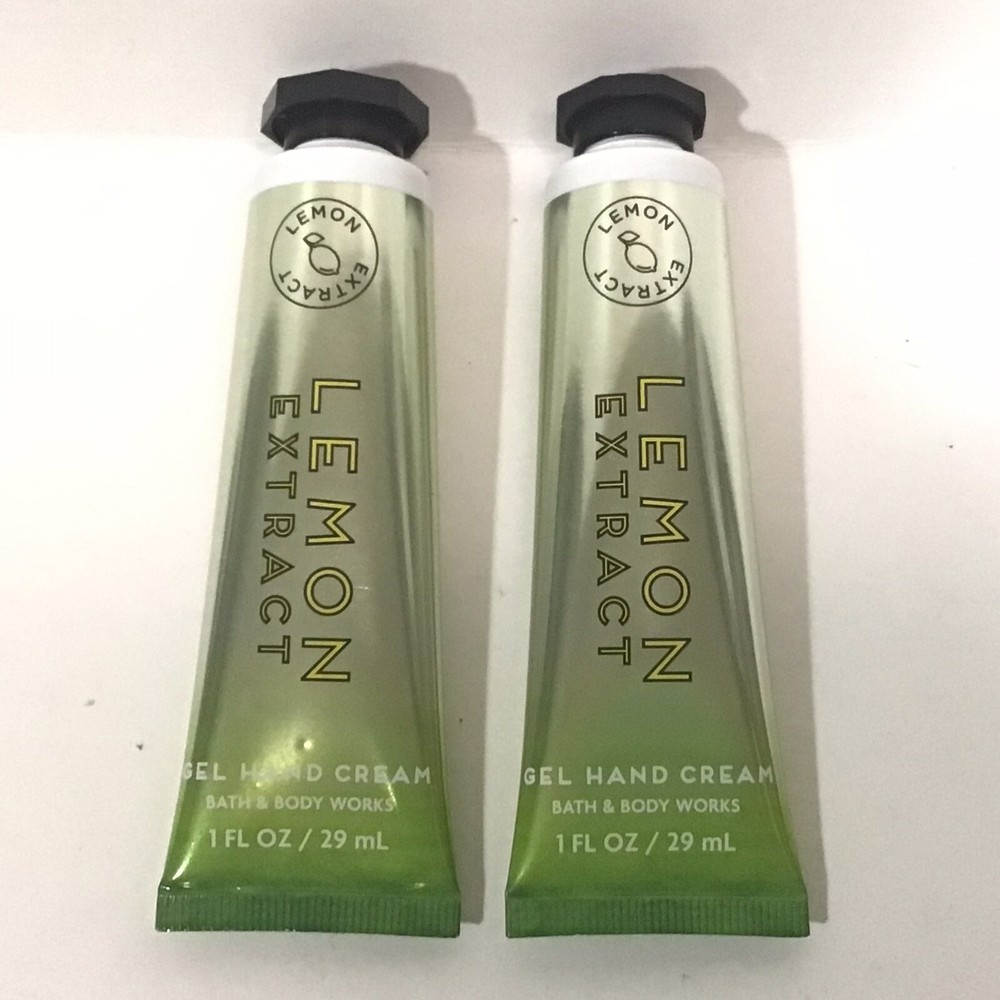 LEMON EXTRACT
LEMON
EXTRACT
GEL HAND CREAM
BATH & BODY WORKS
1 FL OZ / 29 mL
LEMON EXTRACT
LEMON
EXTRACT
GEL HAND CREAM
BATH & BODY WORKS
1 FL OZ / 29 mL